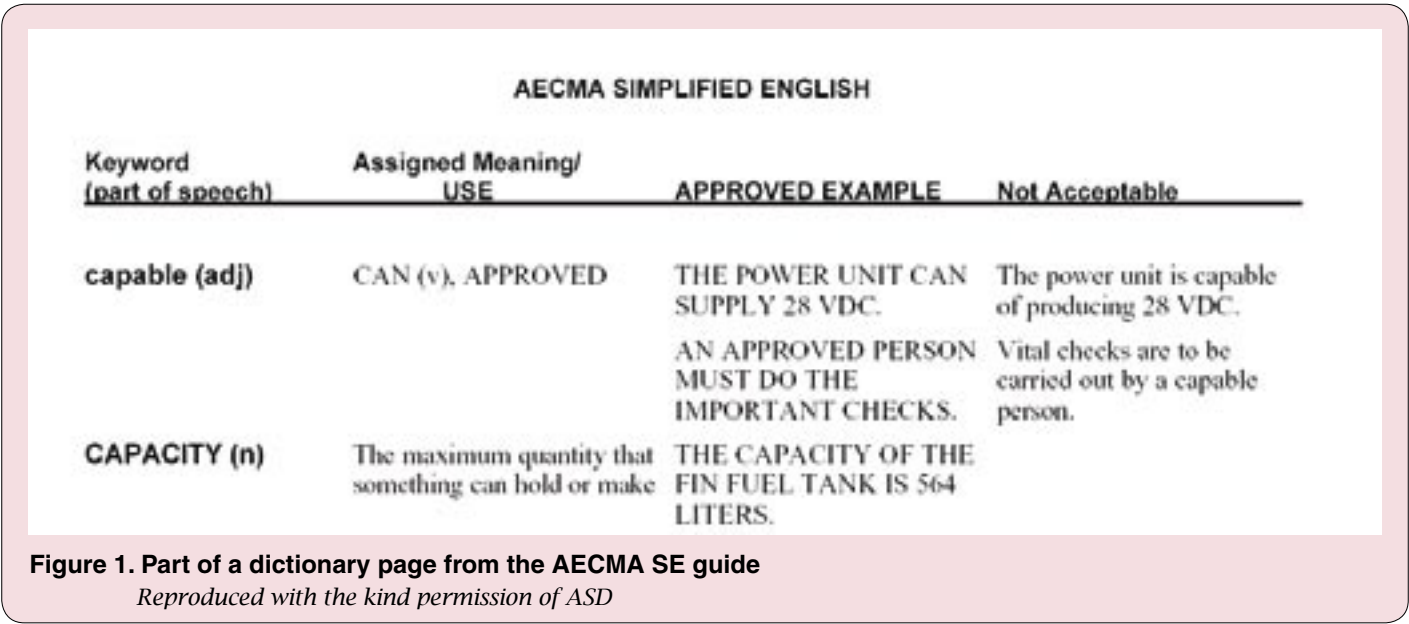 AECMA SIMPLIFIED ENGLISH
Keyword
(part of speech)
Assigned Meaning/
USE
APPROVED EXAMPLE
Not Acceptable
capable (adj)
CAN (v), APPROVED
THE POWER UNIT CAN
SUPPLY 28 VDC.
The power unit is capable
of producing 28 VDC.
AN APPROVED PERSON
MUST DO THE
IMPORTANT CHECKS.
Vital checks are to be
carried out by a capable
person.
CAPACITY (n)
The maximum quantity that
something can hold or make
THE CAPACITY OF THE
FIN FUEL TANK IS 564
LITERS.
Figure 1. Part of a dictionary page from the AECMA SE guide
Reproduced with the kind permission of ASD